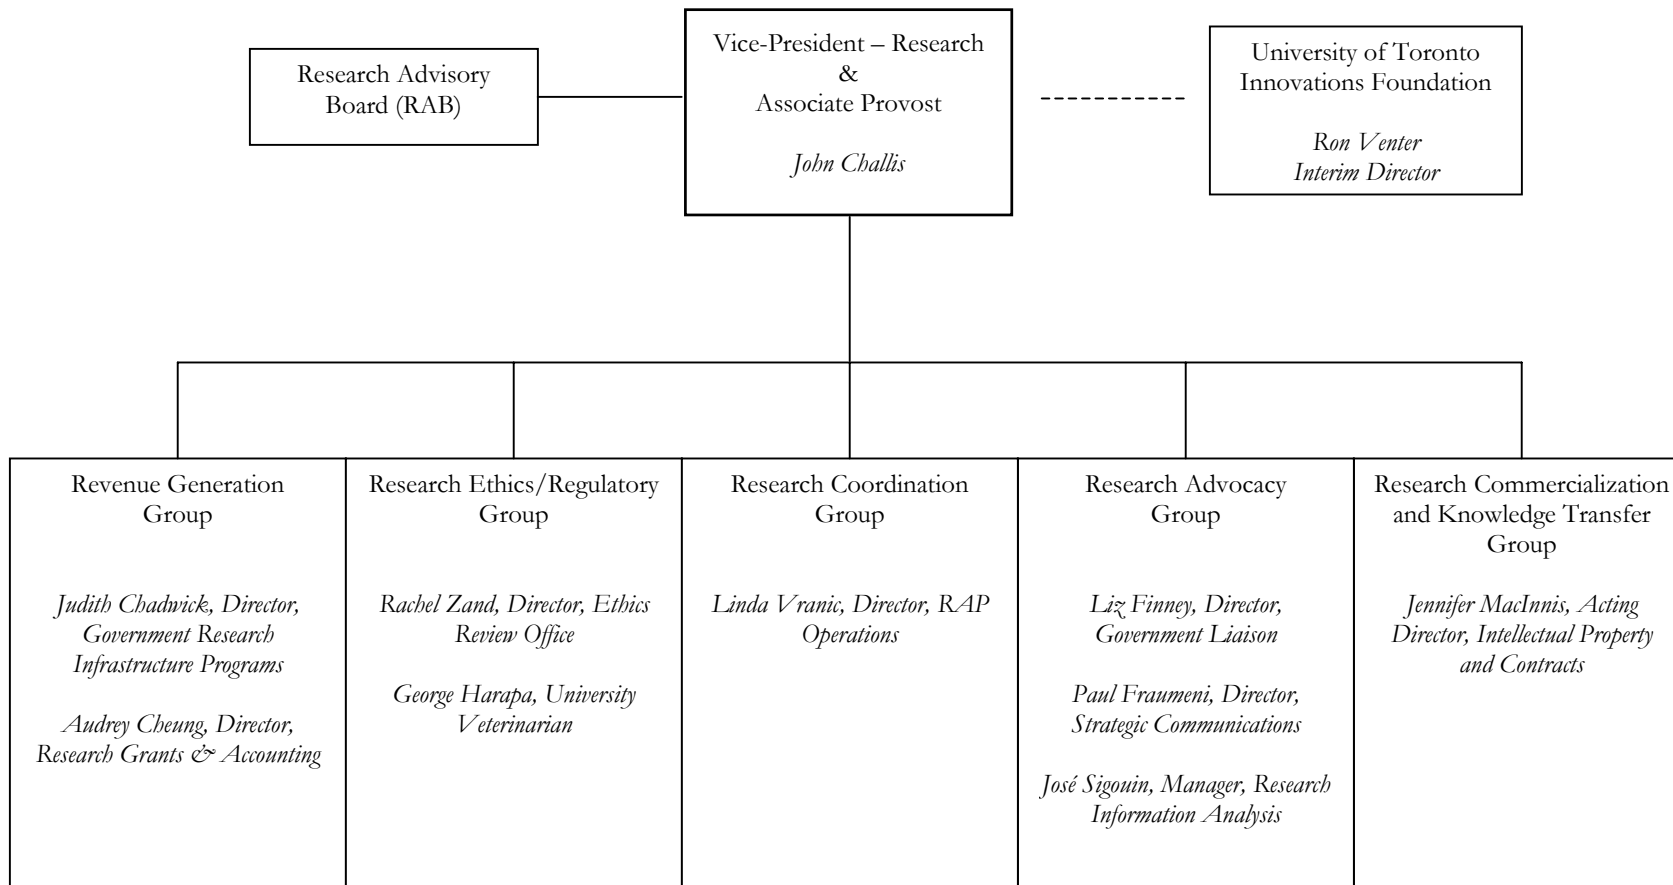 Research Advisory
Board (RAB)
Vice-President – Research
&
Associate Provost
John Challis
University of Toronto
Innovations Foundation
Ron Venter
Interim Director
Revenue Generation
Group
Judith Chadwick, Director,
Government Research
Infrastructure Programs
Audrey Cheung, Director,
Research Grants & Accounting
Research Ethics/Regulatory
Group
Rachel Zand, Director, Ethics
Review Office
George Harapa, University
Veterinarian
Research Coordination
Group
Linda Vranic, Director, RAP
Operations
Research Advocacy
Group
Liz Finney, Director,
Government Liaison
Paul Fraumeni, Director,
Strategic Communications
José Sigouin, Manager, Research
Information Analysis
Research Commercialization
and Knowledge Transfer
Group
Jennifer MacInnis, Acting
Director, Intellectual Property
and Contracts